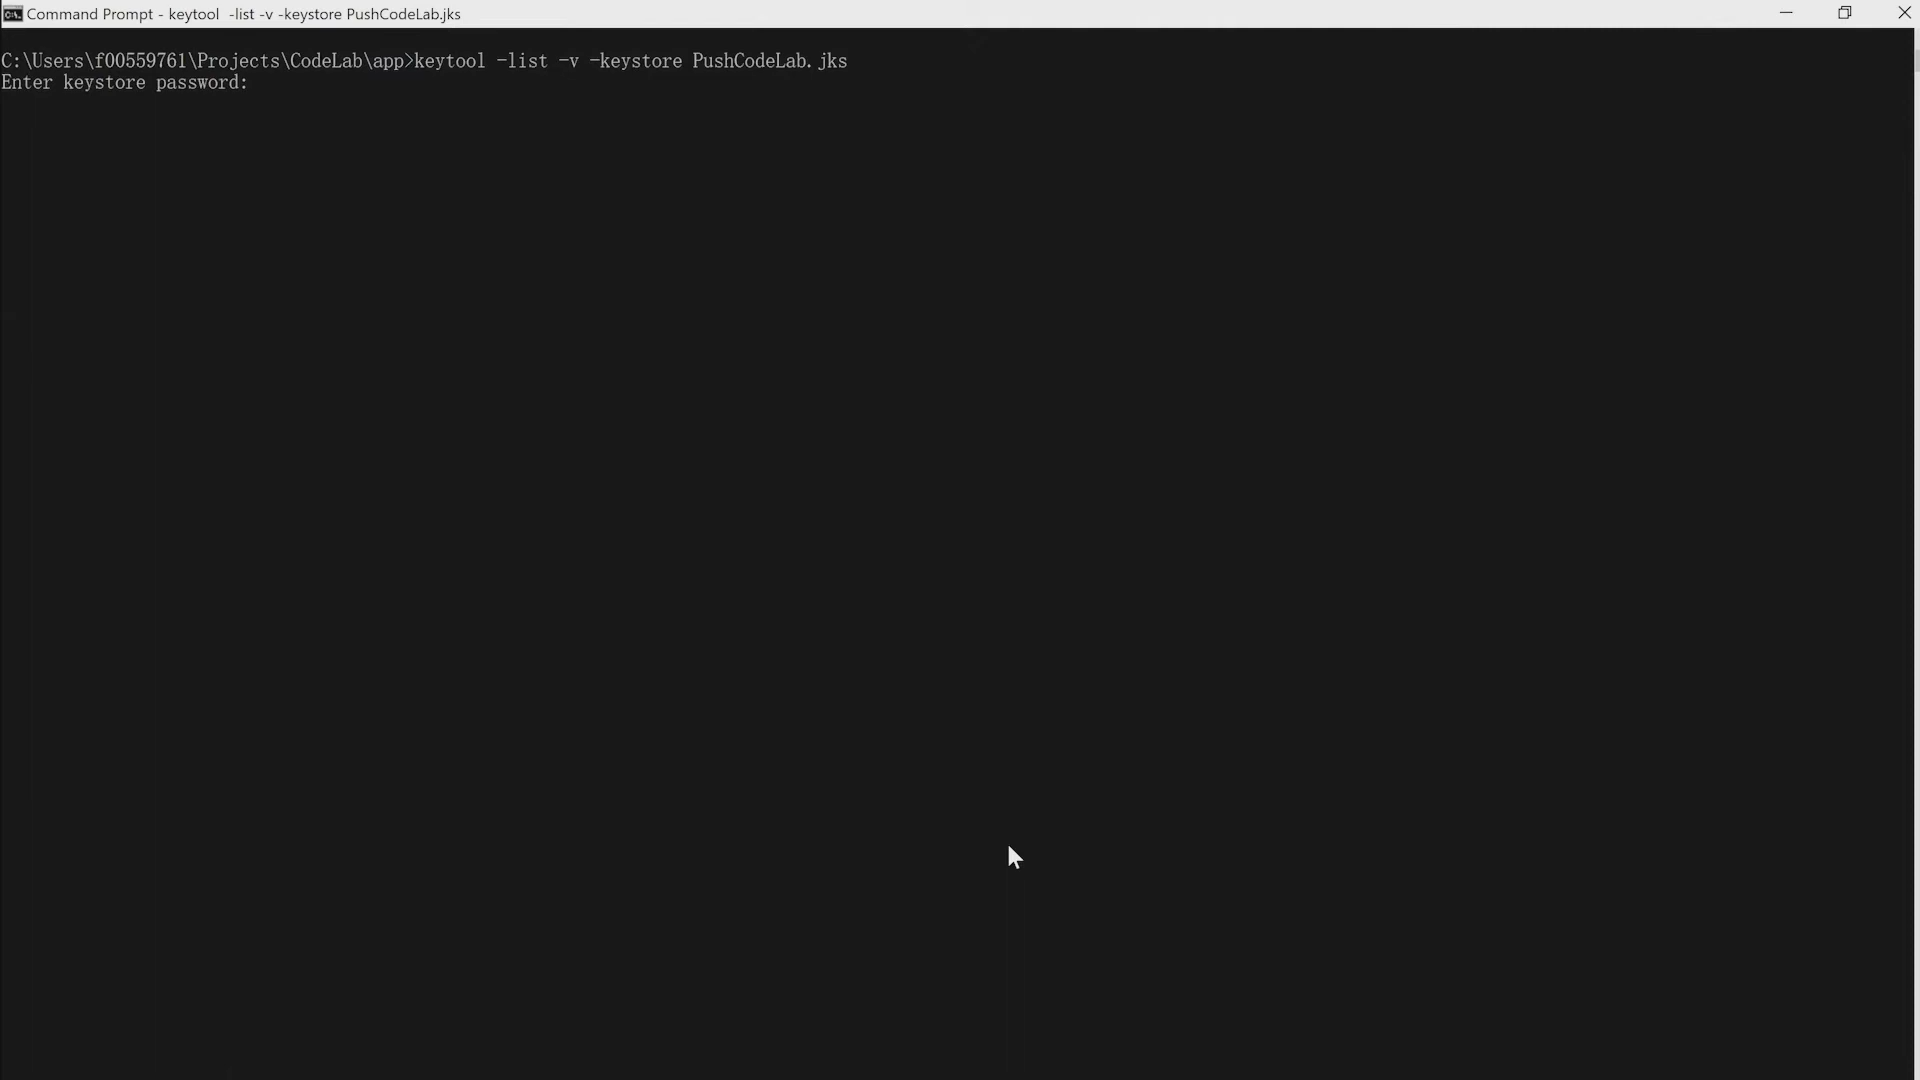 Command Prompt - keytool  -list -v -keystore PushCodeLab.jks
C:\Users\f00559761\Projects\CodeLab\app>keytool -list -v -keystore PushCodeLab.jks
Enter keystore password: